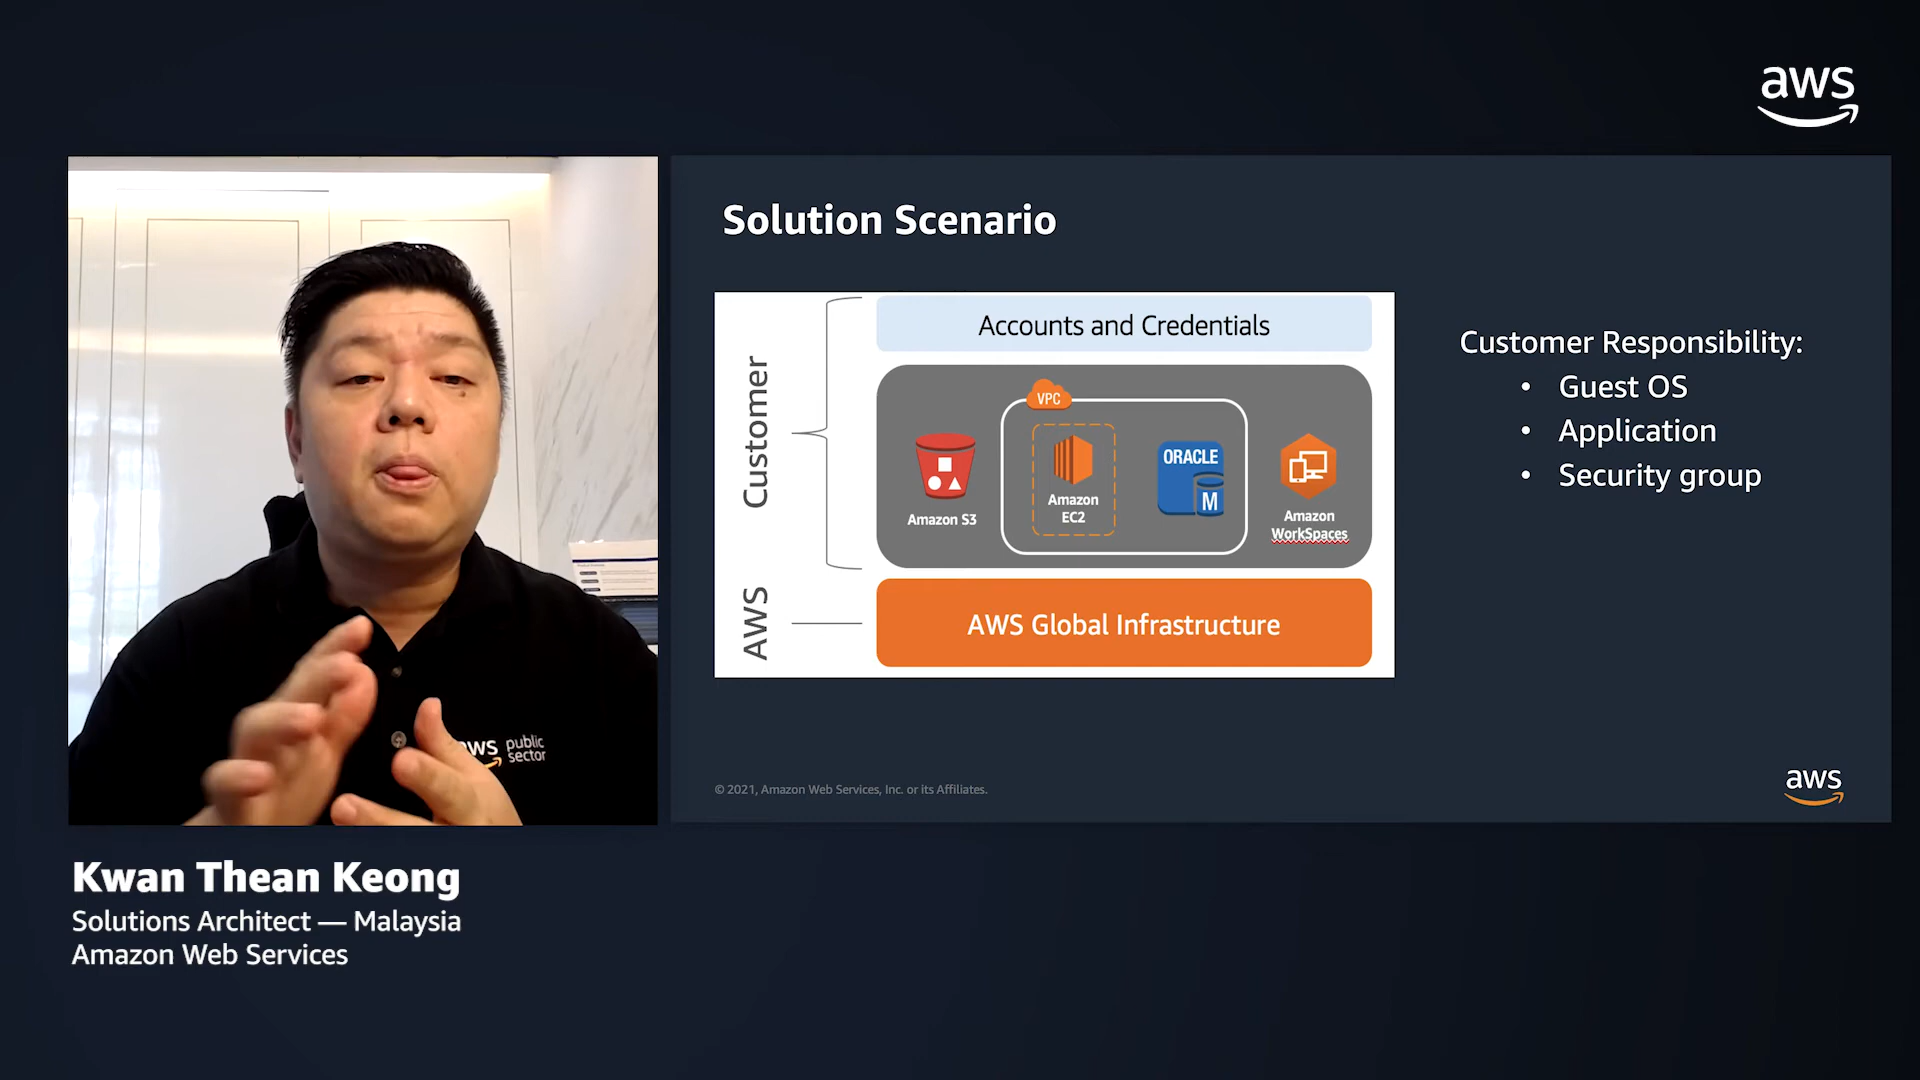 aws
Solution Scenario
Customer
AWS
Accounts and Credentials
VPC
Amazon S3
Amazon
EC2
ORACLE
M
Amazon
WorkSpaces
AWS Global Infrastructure
Customer Responsibility:
• Guest OS
• Application
• Security group
© 2021, Amazon Web Services, Inc. or its Affiliates.
aws
aws public
sector
Kwan Thean Keong
Solutions Architect — Malaysia
Amazon Web Services